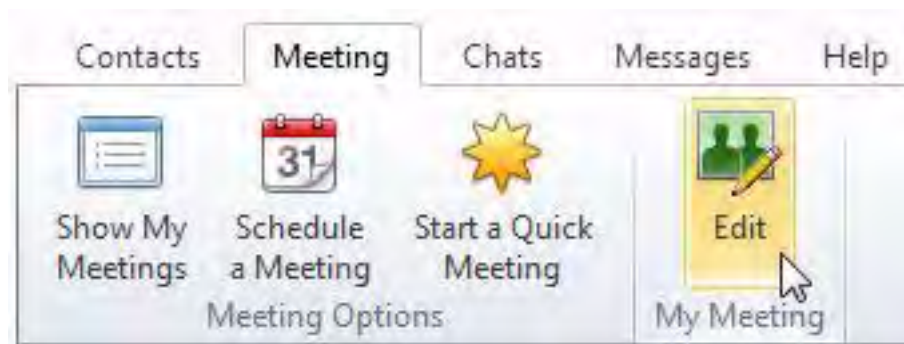 Contacts Meeting Chats Messages Help
31
Show My Meetings
Schedule a Meeting
Start a Quick Meeting
Edit
Meeting Options
My Meeting